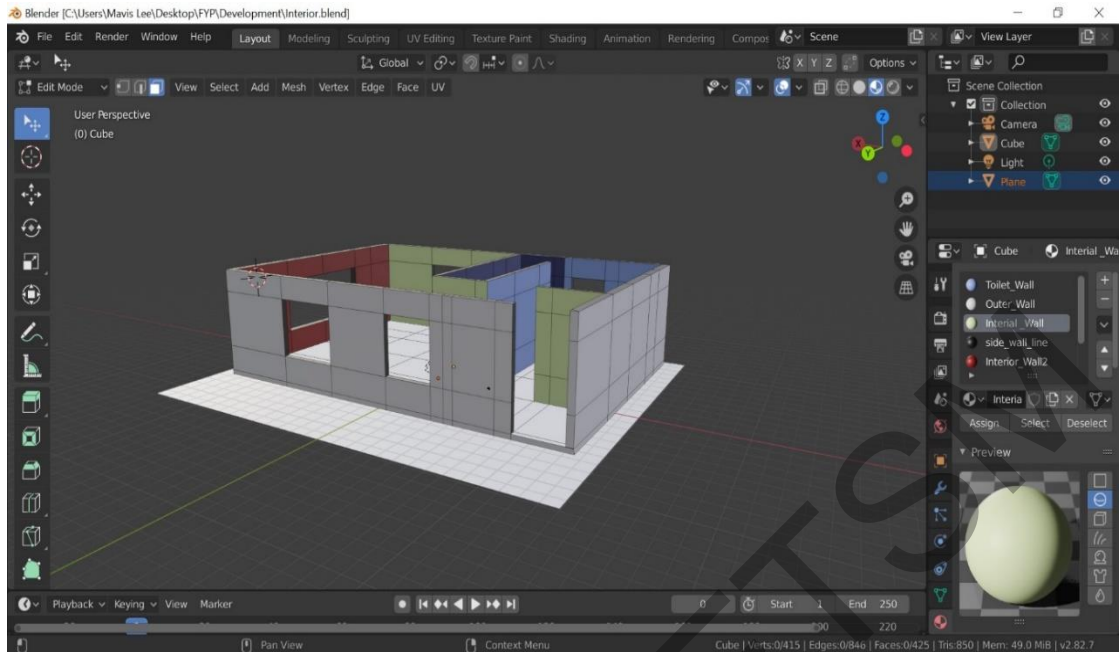 Blender [C:\Users\Mavis Lee\Desktop\FYP\Development\Interior.blend]
File Edit Render Window Help Layout Modeling Sculpting UV Editing Texture Paint Shading Animation Rendering Compos Scene View Layer
Global X Y Z Options
Edit Mode View Select Add Mesh Vertex Edge Face UV
User Perspective
(0) Cube
Z
X
Y
Scene Collection
Collection
Camera
Cube
Light
Plane
Cube Interial_Wa
Toilet_Wall
Outer_Wall
Interial_Wall
side_wall_line
Interior_Wall2
Interia
Assign Select Deselect
Preview
Playback Keying View Marker 0 Start 1 End 250
220
Pan View Context Menu Cube | Verts:0/415 | Edges:0/846 | Faces:0/425 | Tris:850 | Mem: 49.0 MiB | v2.82.7
FTSM